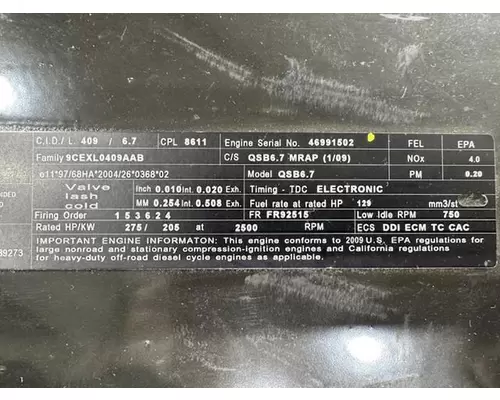 C.I.D./ L 409 / 6.7 CPL 8611 Engine Serial No. 46991502 FEL EPA
Family 9CEXL0409AAB C/S QSB6.7 MRAP (1/09) NOx 4.0
e11*97/68HA*2004/26*0368*02 Model QSB6.7 PM 0.20
Valve lash cold Inch 0.010 Int. 0.020 Exh. Timing - TDC ELECTRONIC
MM 0.254 Int. 0.508 Exh. Fuel rate at rated HP 129 mm3/st
Firing Order 1 5 3 6 2 4 FR FR92515 Low Idle RPM 750
Rated HP/KW 275 / 205 at 2500 RPM ECS DDI ECM TC CAC
IMPORTANT ENGINE INFORMATION: This engine conforms to 2009 U.S. EPA regulations for
large nonroad and stationary compression-ignition engines and California regulations
for heavy-duty off-road diesel cycle engines as applicable.
89273